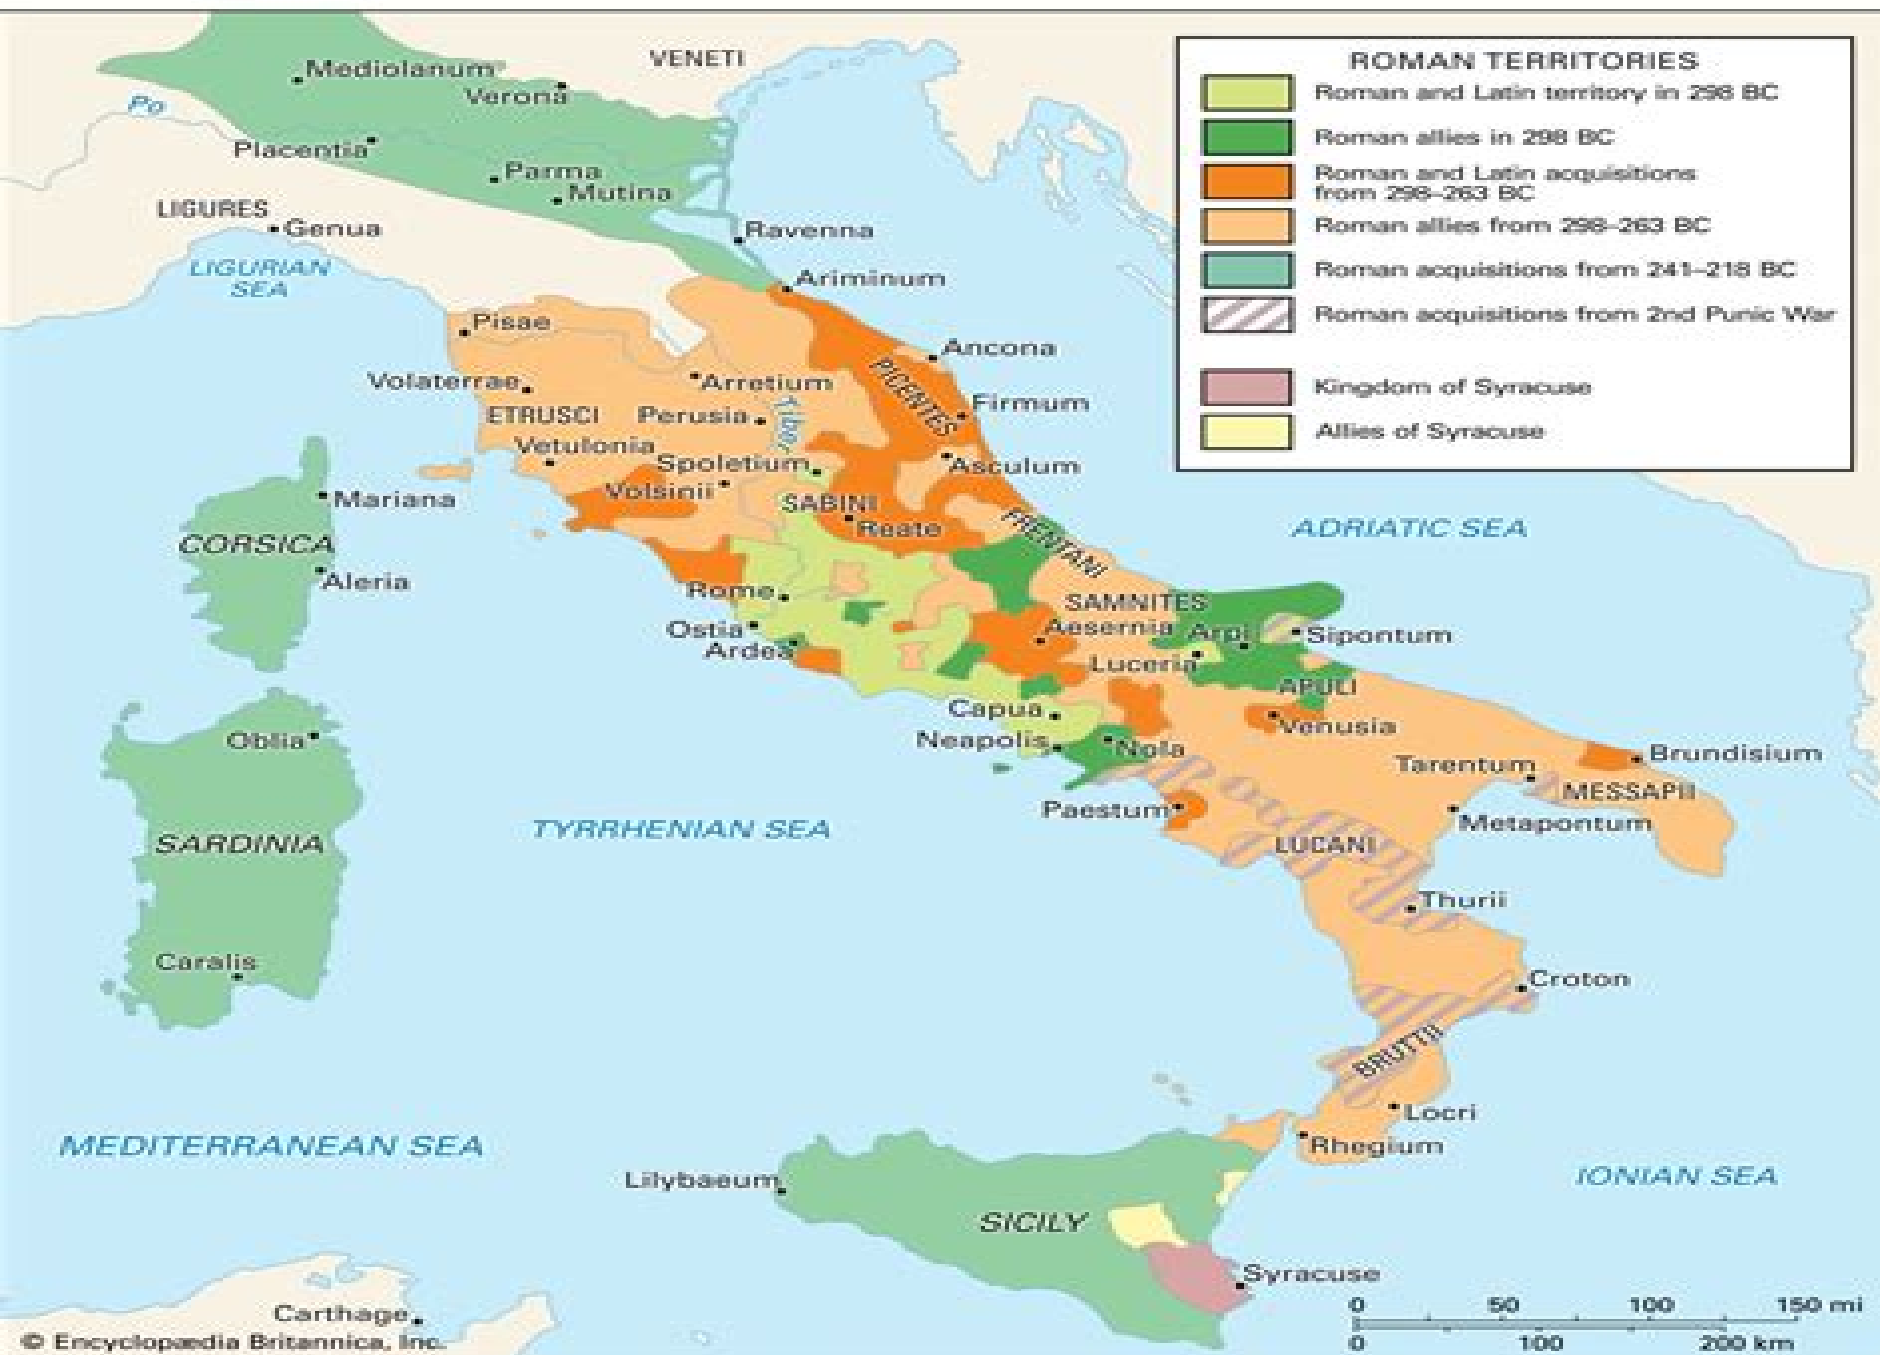 ROMAN TERRITORIES
Roman and Latin territory in 298 BC
Roman allies in 298 BC
Roman and Latin acquisitions
from 298–263 BC
Roman allies from 298–263 BC
Roman acquisitions from 241–218 BC
Roman acquisitions from 2nd Punic War
Kingdom of Syracuse
Allies of Syracuse
VENETI
Mediolanum
Verona
Po
Placentia
Parma
Mutina
LIGURES
Genua
Ravenna
LIGURIAN
SEA
Ariminum
Pisae
Ancona
Volaterrae
Arretium
PICENTES
Firmum
ETRUSCI
Perusia
Tiber
Vetulonia
Spoletium
Asculum
Volsinii
SABINI
Reate
Mariana
FRENTANI
ADRIATIC SEA
CORSICA
Aleria
Rome
SAMNITES
Ostia
Aesernia
Arpi
Sipontum
Ardea
Luceria
APULI
Capua
Venusia
Neapolis
Nola
Oblia
Tarentum
Brundisium
MESSAPII
Paestum
Metapontum
TYRRHENIAN SEA
LUCANI
SARDINIA
Thurii
Caralis
Croton
BRUTTII
Locri
Rhegium
MEDITERRANEAN SEA
Lilybaeum
IONIAN SEA
SICILY
Syracuse
Carthage
0 50 100 150 mi
0 100 200 km
© Encyclopædia Britannica, Inc.